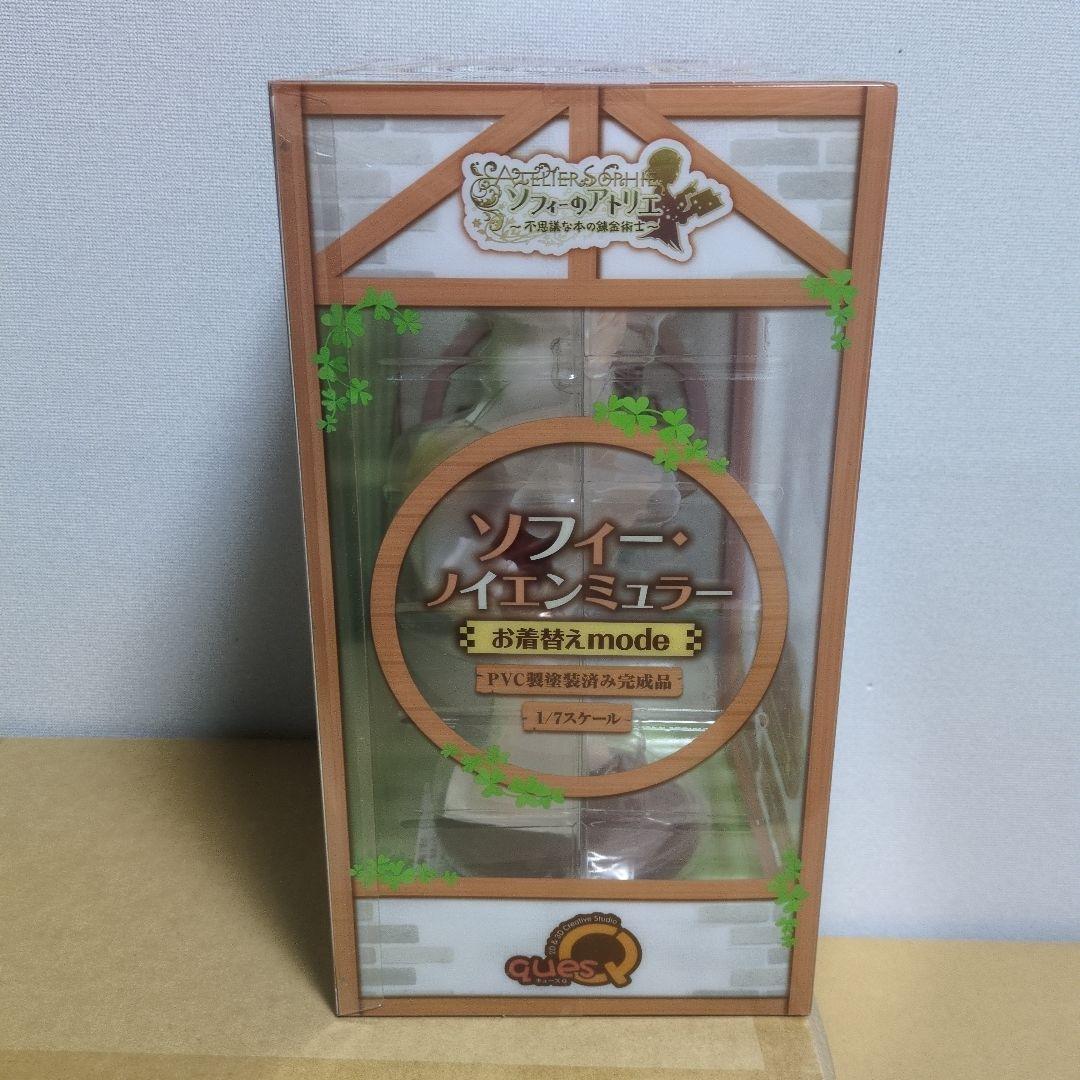 ATELIER SOPHIE
ソフィーのアトリエ
～不思議な本の錬金術士～
ソフィー・
ノイエンミュラー
お着替えmode
PVC製塗装済み完成品
1/7スケール
2D & 3D Creative Studio
quesQ
キューズQ